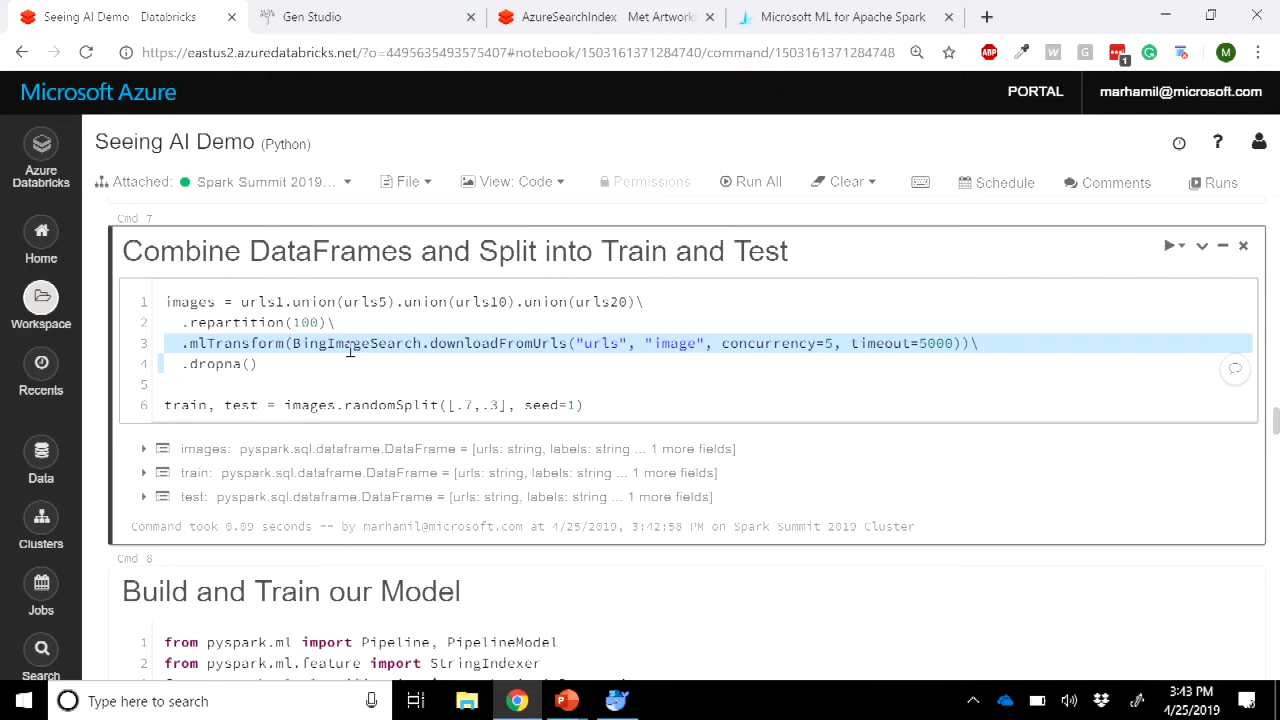 Seeing AI Demo - Databricks
Gen Studio
AzureSearchIndex - Met Artworks
Microsoft ML for Apache Spark
https://eastus2.azuredatabricks.net/?o=4495635493575407#notebook/1503161371284740/command/1503161371284748
ABP
W
G
1
M
Microsoft Azure
PORTAL
marhamil@microsoft.com
Azure Databricks
Home
Workspace
Recents
Data
Clusters
Jobs
Search
Seeing AI Demo (Python)
Attached: Spark Summit 2019...
File
View: Code
Permissions
Run All
Clear
Schedule
Comments
Runs
Cmd 7
Combine DataFrames and Split into Train and Test
1 images = urls1.union(urls5).union(urls10).union(urls20)\
2 .repartition(100)\
3 .mlTransform(BingImageSearch.downloadFromUrls("urls", "image", concurrency=5, timeout=5000))\
4 .dropna()
5
6 train, test = images.randomSplit([.7,.3], seed=1)
images: pyspark.sql.dataframe.DataFrame = [urls: string, labels: string ... 1 more fields]
train: pyspark.sql.dataframe.DataFrame = [urls: string, labels: string ... 1 more fields]
test: pyspark.sql.dataframe.DataFrame = [urls: string, labels: string ... 1 more fields]
Command took 0.09 seconds -- by marhamil@microsoft.com at 4/25/2019, 3:42:58 PM on Spark Summit 2019 Cluster
Cmd 8
Build and Train our Model
1 from pyspark.ml import Pipeline, PipelineModel
2 from pyspark.ml.feature import StringIndexer
Type here to search
3:43 PM
4/25/2019